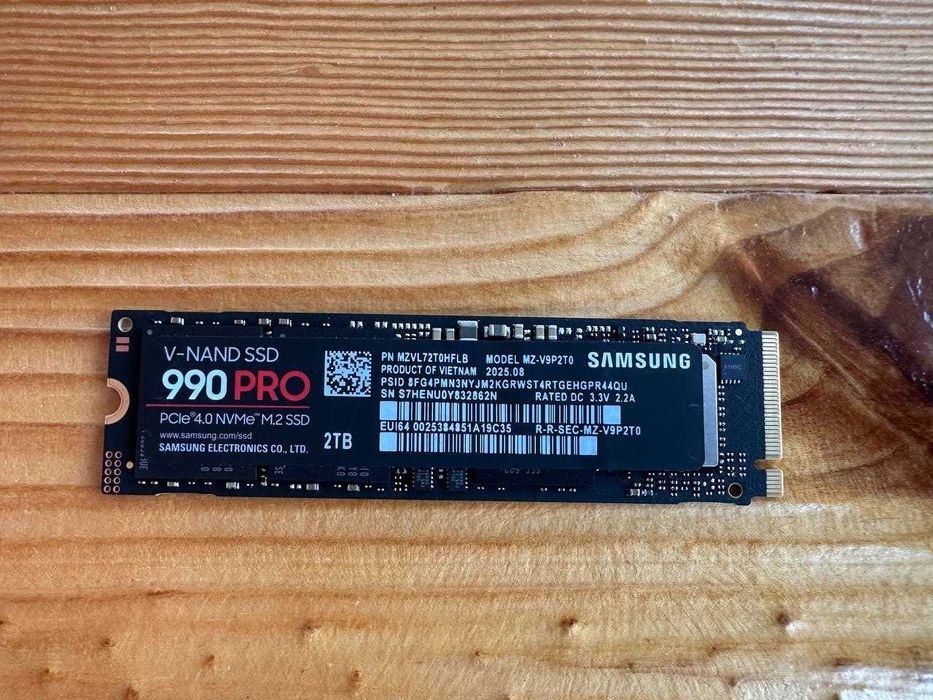 V-NAND SSD
990 PRO
PCIe® 4.0 NVMe™ M.2 SSD
www.samsung.com/ssd
SAMSUNG ELECTRONICS CO., LTD.
2TB
PN MZVL72T0HFLB MODEL MZ-V9P2T0
SAMSUNG
PRODUCT OF VIETNAM 2025.08
PSID 8FG4PMN3NYJM2KGRWST4RTGEHGPR44QU
SN S7HENU0Y832862N RATED DC 3.3V 2.2A
EUI64 0025384851A19C35 R-R-SEC-MZ-V9P2T0